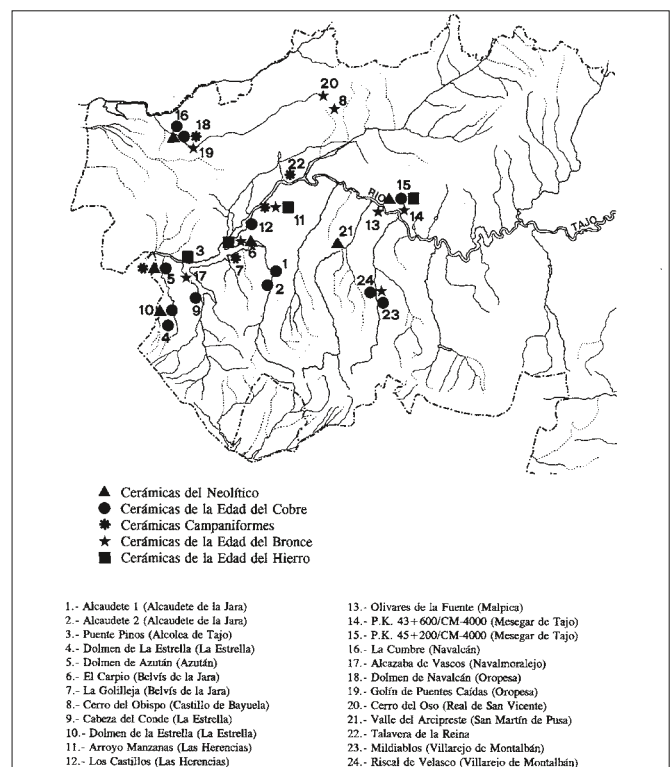 20
8
16
18
19
22
RIO
15
11
13
14
TAJO
12
21
3
6
7
5
17
1
24
2
10
9
23
4
Cerámicas del Neolítico
Cerámicas de la Edad del Cobre
Cerámicas Campaniformes
Cerámicas de la Edad del Bronce
Cerámicas de la Edad del Hierro
1.- Alcaudete 1 (Alcaudete de la Jara)
2.- Alcaudete 2 (Alcaudete de la Jara)
3.- Puente Pinos (Alcolea de Tajo)
4.- Dolmen de La Estrella (La Estrella)
5.- Dolmen de Azután (Azután)
6.- El Carpio (Belvís de la Jara)
7.- La Golilleja (Belvís de la Jara)
8.- Cerro del Obispo (Castillo de Bayuela)
9.- Cabeza del Conde (La Estrella)
10.- Dolmen de la Estrella (La Estrella)
11.- Arroyo Manzanas (Las Herencias)
12.- Los Castillos (Las Herencias)
13.- Olivares de la Fuente (Malpica)
14.- P.K. 43+600/CM-4000 (Mesegar de Tajo)
15.- P.K. 45+200/CM-4000 (Mesegar de Tajo)
16.- La Cumbre (Navalcán)
17.- Alcazaba de Vascos (Navalmoralejo)
18.- Dolmen de Navalcán (Oropesa)
19.- Golín de Puentes Caídas (Oropesa)
20.- Cerro del Oso (Real de San Vicente)
21.- Valle del Arcipreste (San Martín de Pusa)
22.- Talavera de la Reina
23.- Mildiablos (Villarejo de Montalbán)
24.- Riscal de Velasco (Villarejo de Montalbán)